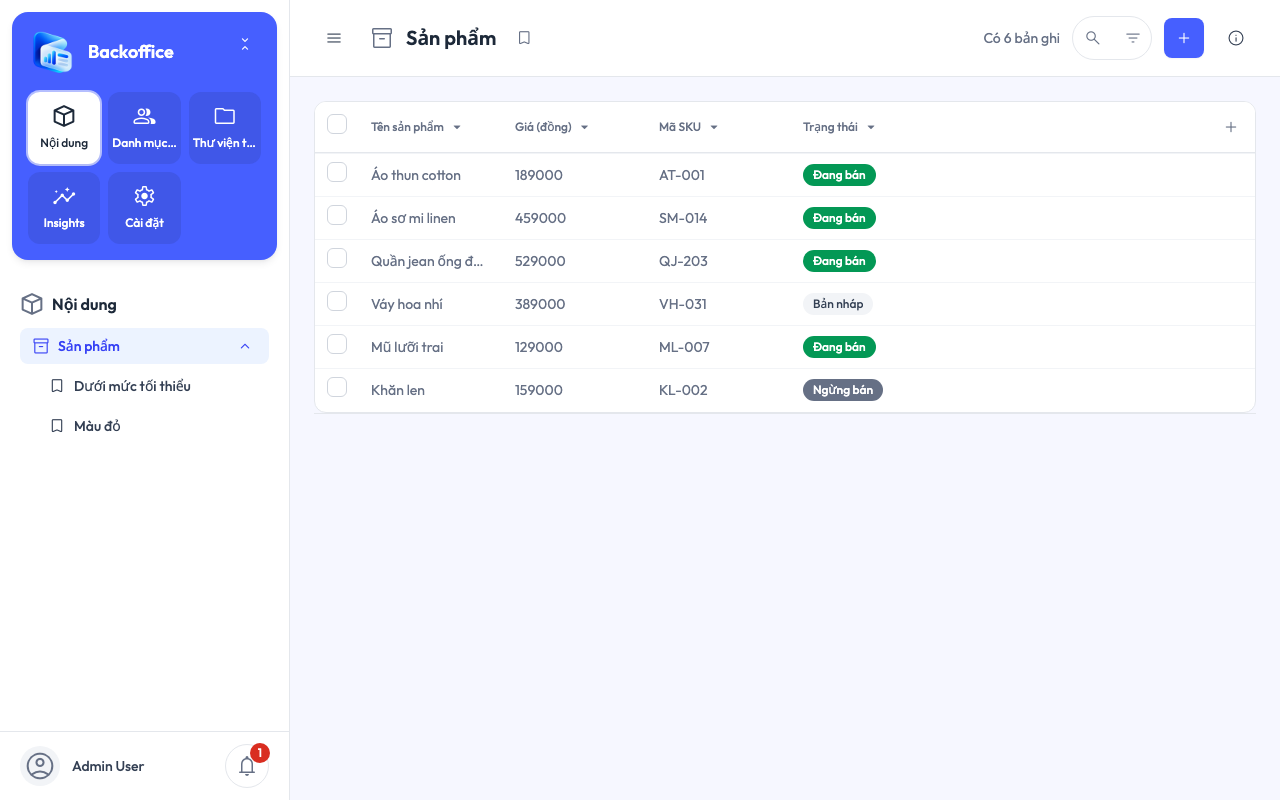 Backoffice
Nội dung
Danh mục...
Thư viện t...
Insights
Cài đặt
Nội dung
Sản phẩm
Dưới mức tối thiểu
Màu đỏ
Admin User
1
Sản phẩm
Có 6 bản ghi
Tên sản phẩm Giá (đồng) Mã SKU Trạng thái
Áo thun cotton 189000 AT-001 Đang bán
Áo sơ mi linen 459000 SM-014 Đang bán
Quần jean ống đ... 529000 QJ-203 Đang bán
Váy hoa nhí 389000 VH-031 Bản nháp
Mũ lưỡi trai 129000 ML-007 Đang bán
Khăn len 159000 KL-002 Ngừng bán